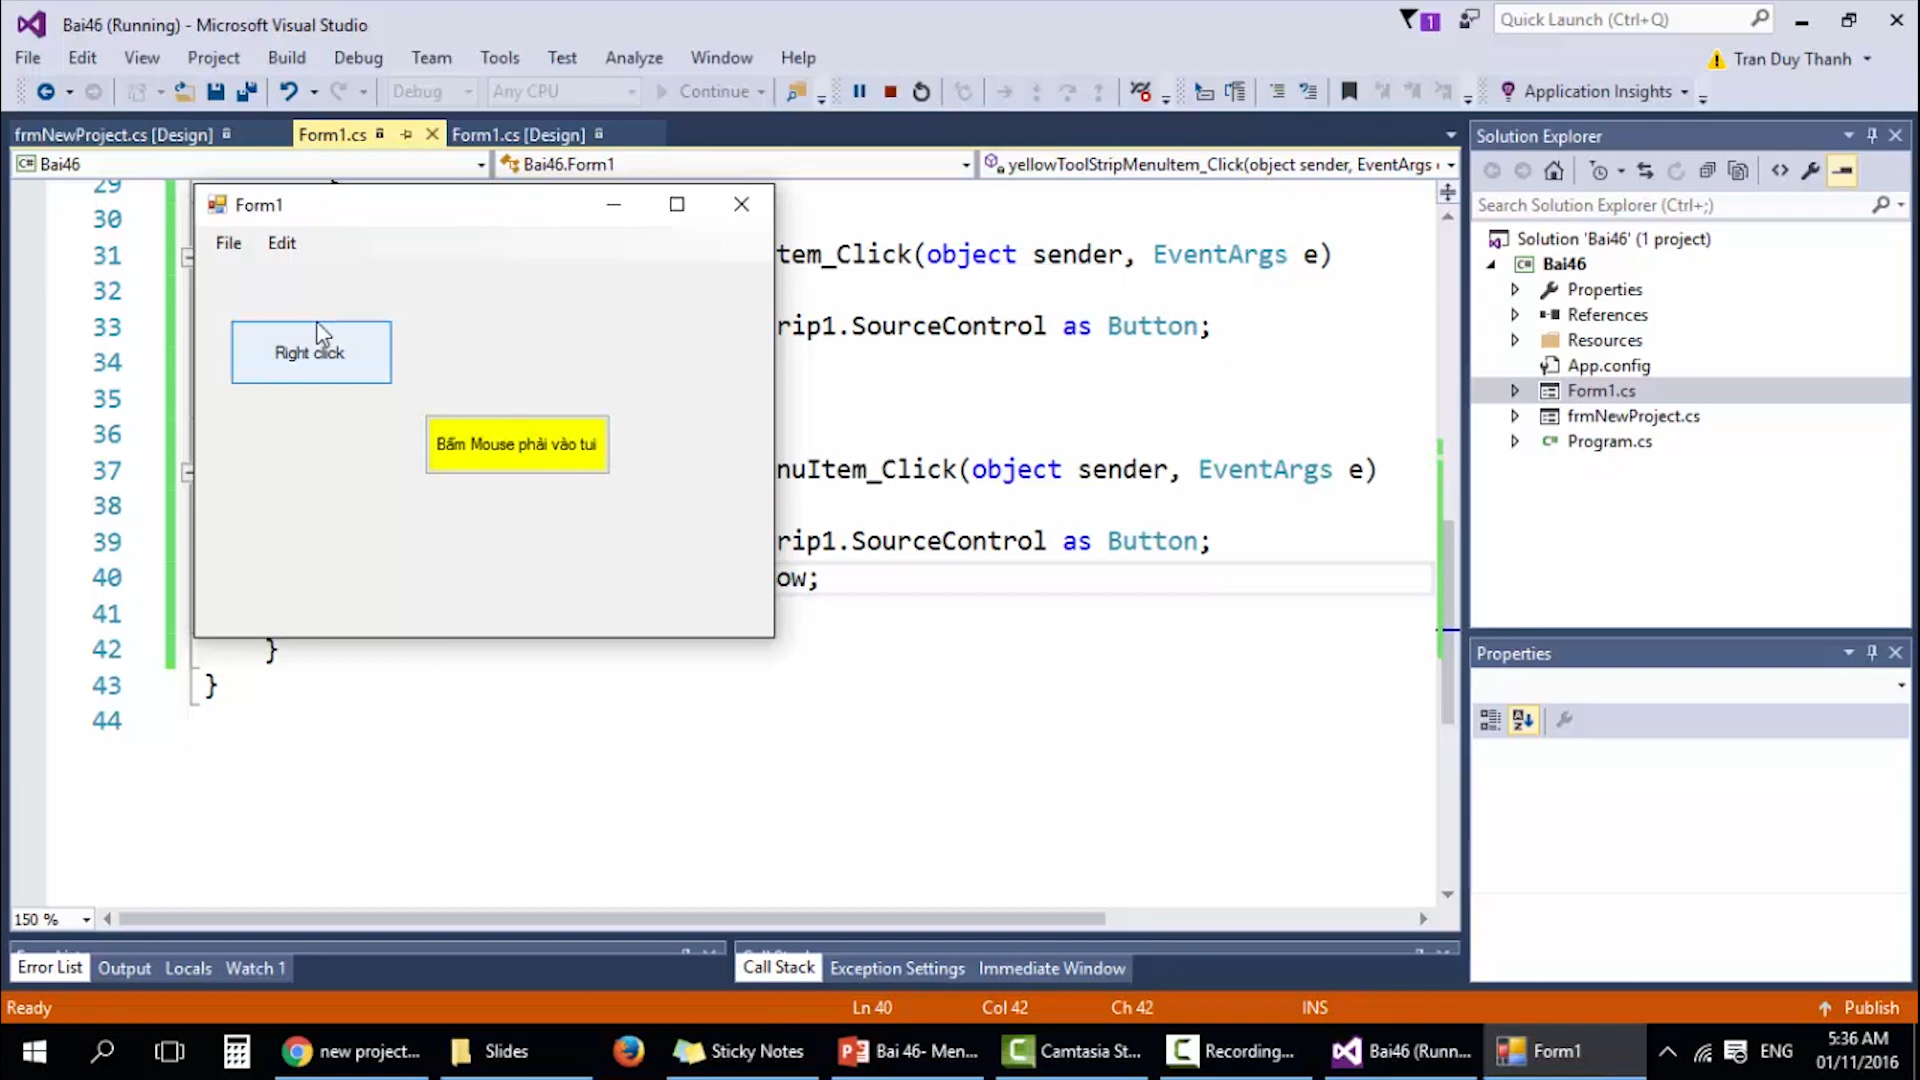 Bai46 (Running) - Microsoft Visual Studio
1
Quick Launch (Ctrl+Q)
File Edit View Project Build Debug Team Tools Test Analyze Window Help
Tran Duy Thanh
Debug Any CPU Continue Application Insights
frmNewProject.cs [Design] Form1.cs Form1.cs [Design]
Bai46 Bai46.Form1 yellowToolStripMenuItem_Click(object sender, EventArgs
29
30
31 tem_Click(object sender, EventArgs e)
32
33 rip1.SourceControl as Button;
34
35
36
37 nuItem_Click(object sender, EventArgs e)
38
39 rip1.SourceControl as Button;
40 ow;
41
42 }
43 }
44
Form1
File Edit
Right click
Bấm Mouse phải vào tui
150 %
Solution Explorer
Search Solution Explorer (Ctrl+;)
Solution 'Bai46' (1 project)
Bai46
Properties
References
Resources
App.config
Form1.cs
frmNewProject.cs
Program.cs
Properties
Error List Output Locals Watch 1
Call Stack Exception Settings Immediate Window
Ready Ln 40 Col 42 Ch 42 INS Publish
new project... Slides Sticky Notes Bai 46- Men... Camtasia St... Recording... Bai46 (Runn... Form1 ENG
5:36 AM
01/11/2016